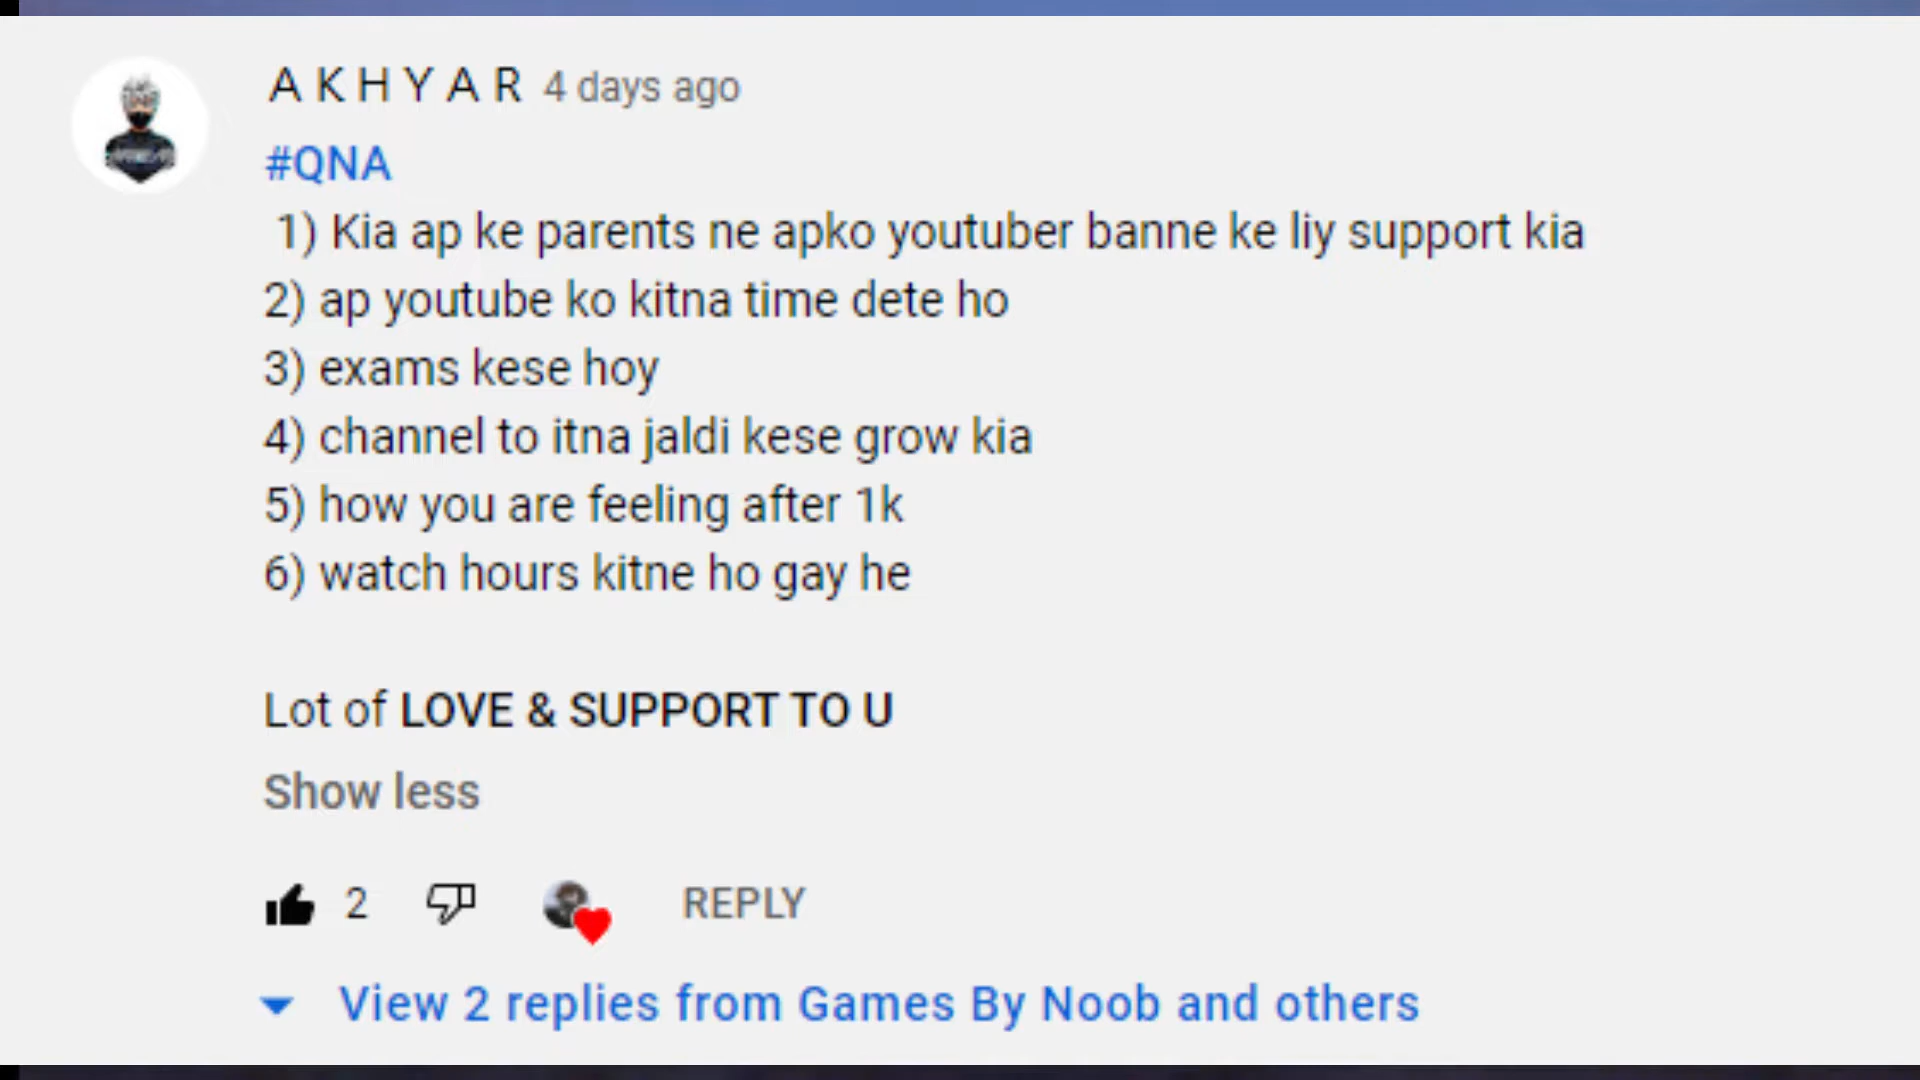 A K H Y A R 4 days ago
#QNA
1) Kia ap ke parents ne apko youtuber banne ke liy support kia
2) ap youtube ko kitna time dete ho
3) exams kese hoy
4) channel to itna jaldi kese grow kia
5) how you are feeling after 1k
6) watch hours kitne ho gay he
Lot of LOVE & SUPPORT TO U
Show less
2 REPLY
View 2 replies from Games By Noob and others